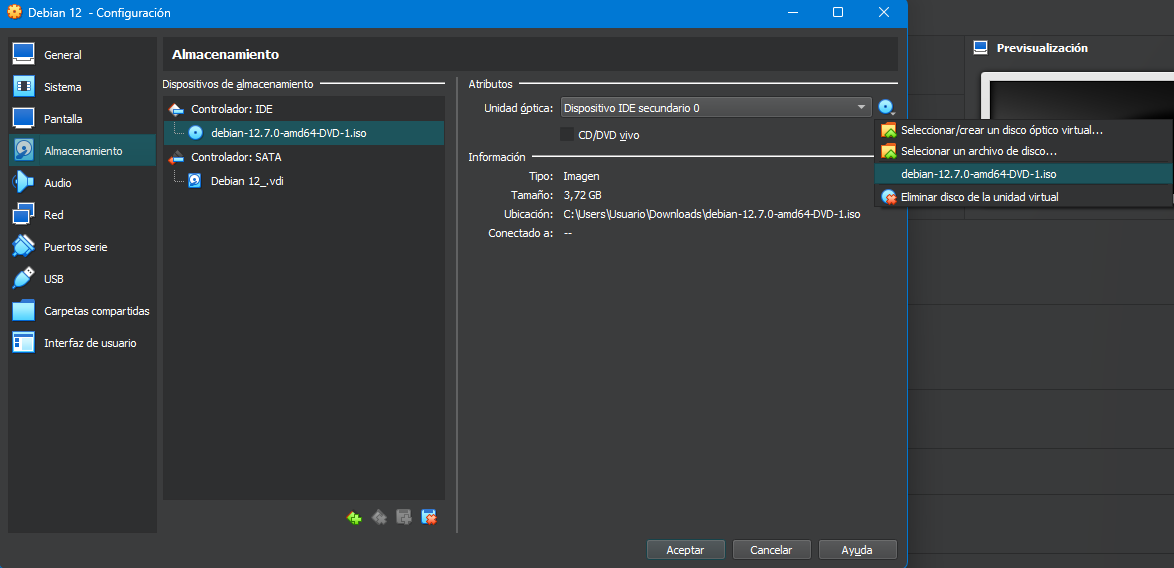 Debian 12 - Configuración
General
Sistema
Pantalla
Almacenamiento
Audio
Red
Puertos serie
USB
Carpetas compartidas
Interfaz de usuario
Almacenamiento
Dispositivos de almacenamiento
Controlador: IDE
debian-12.7.0-amd64-DVD-1.iso
Controlador: SATA
Debian 12_.vdi
Atributos
Unidad óptica: Dispositivo IDE secundario 0
CD/DVD vivo
Información
Tipo: Imagen
Tamaño: 3,72 GB
Ubicación: C:\Users\Usuario\Downloads\debian-12.7.0-amd64-DVD-1.iso
Conectado a: --
Previsualización
Seleccionar/crear un disco óptico virtual...
Selecionar un archivo de disco...
debian-12.7.0-amd64-DVD-1.iso
Eliminar disco de la unidad virtual
Aceptar
Cancelar
Ayuda